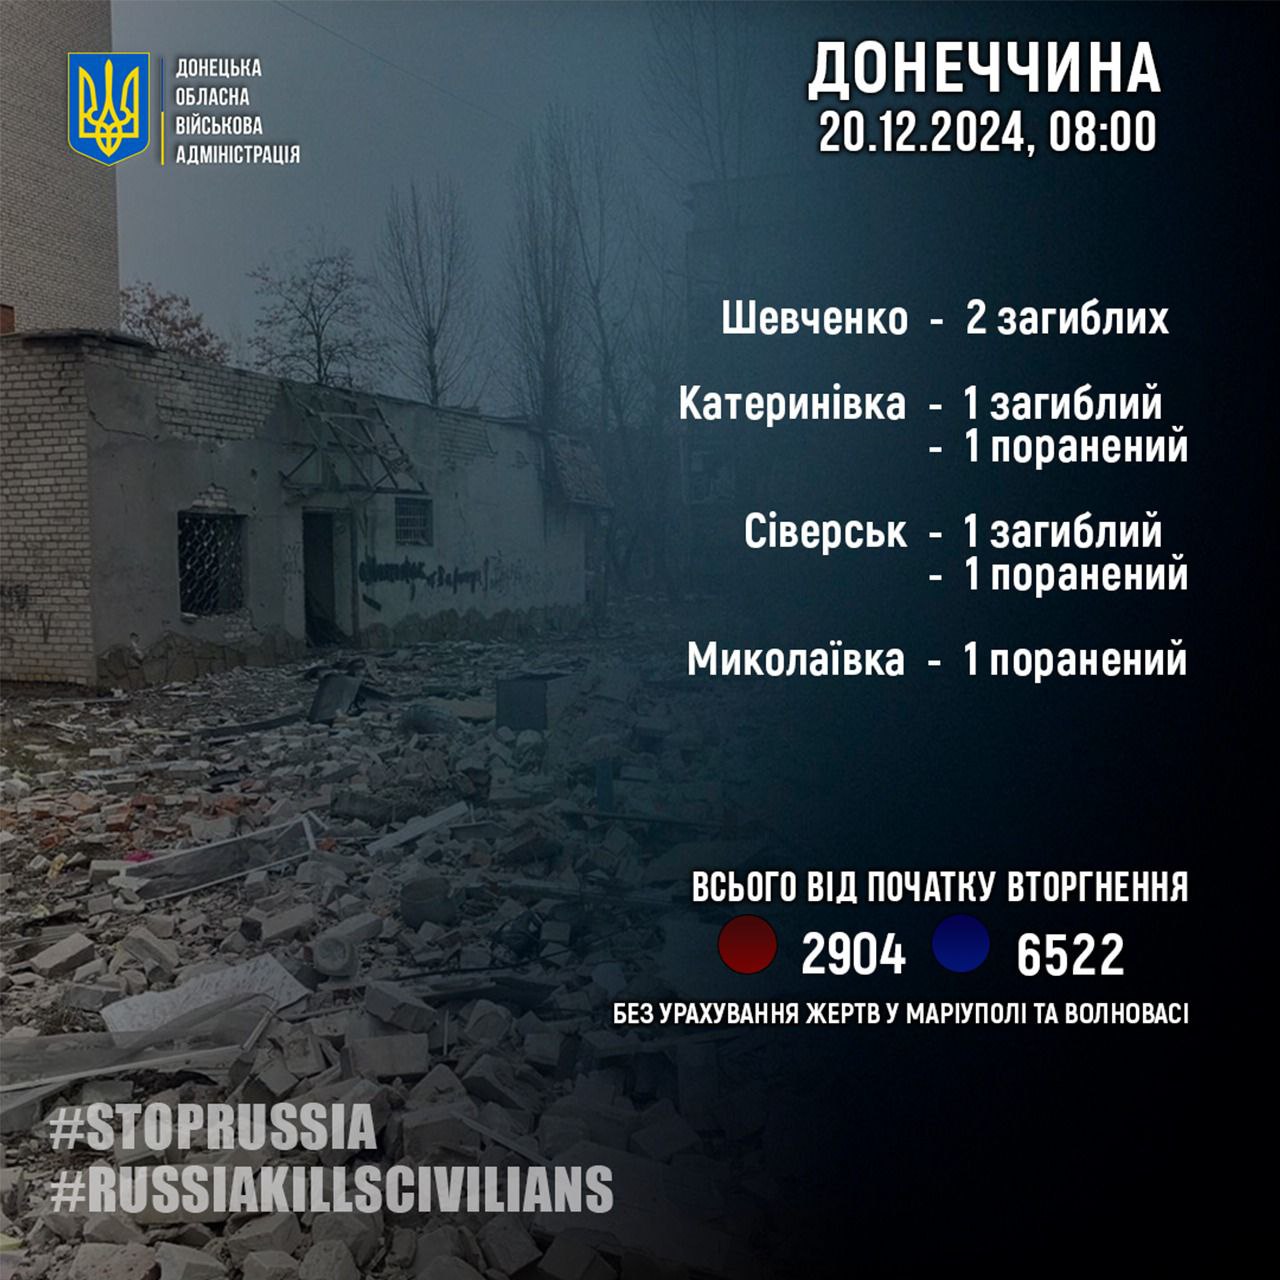 ДОНЕЦЬКА
ОБЛАСНА
ВІЙСЬКОВА
АДМІНІСТРАЦІЯ
ДОНЕЧЧИНА
20.12.2024, 08:00
Шевченко - 2 загиблих
Катеринівка - 1 загиблий
- 1 поранений
Сіверськ - 1 загиблий
- 1 поранений
Миколаївка - 1 поранений
ВСЬОГО ВІД ПОЧАТКУ ВТОРГНЕННЯ
2904 6522
БЕЗ УРАХУВАННЯ ЖЕРТВ У МАРІУПОЛІ ТА ВОЛНОВАСІ
#STOPRUSSIA
#RUSSIAKILLSCIVILIANS